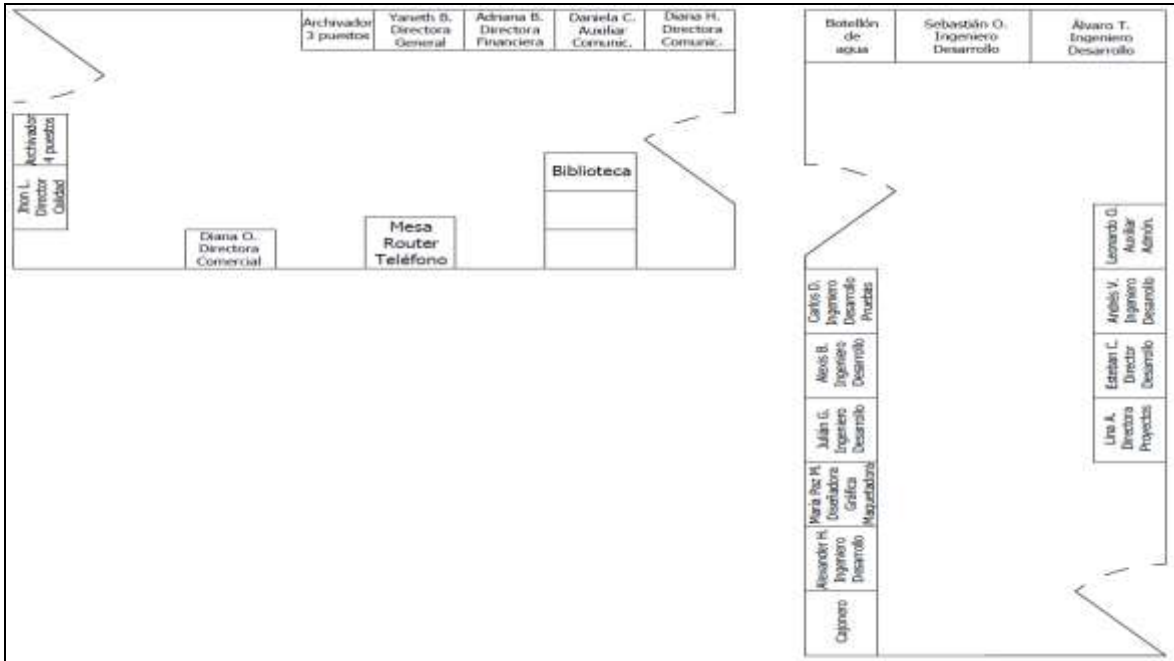 Archivador
3 puestos
Yaneth B.
Directora
General
Adriana B.
Directora
Financiera
Daniela C.
Auxiliar
Comunic.
Diana H.
Directora
Comunic.
Archivador
4 puestos
Jhon L.
Director
Calidad
Diana O.
Directora
Comercial
Mesa
Router
Teléfono
Biblioteca
Botellón
de
agua
Sebastián O.
Ingeniero
Desarrollo
Álvaro T.
Ingeniero
Desarrollo
Carlos D.
Ingeniero
Desarrollo
Pruebas
Alexis B.
Ingeniero
Desarrollo
Julián G.
Ingeniero
Desarrollo
María Paz M.
Diseñadora
Gráfica
Maquetadora
Alexander H.
Ingeniero
Desarrollo
Cajonero
Leonardo O.
Auxiliar
Admón.
Andrés V.
Ingeniero
Desarrollo
Esteban C.
Director
Desarrollo
Lina A.
Directora
Proyectos